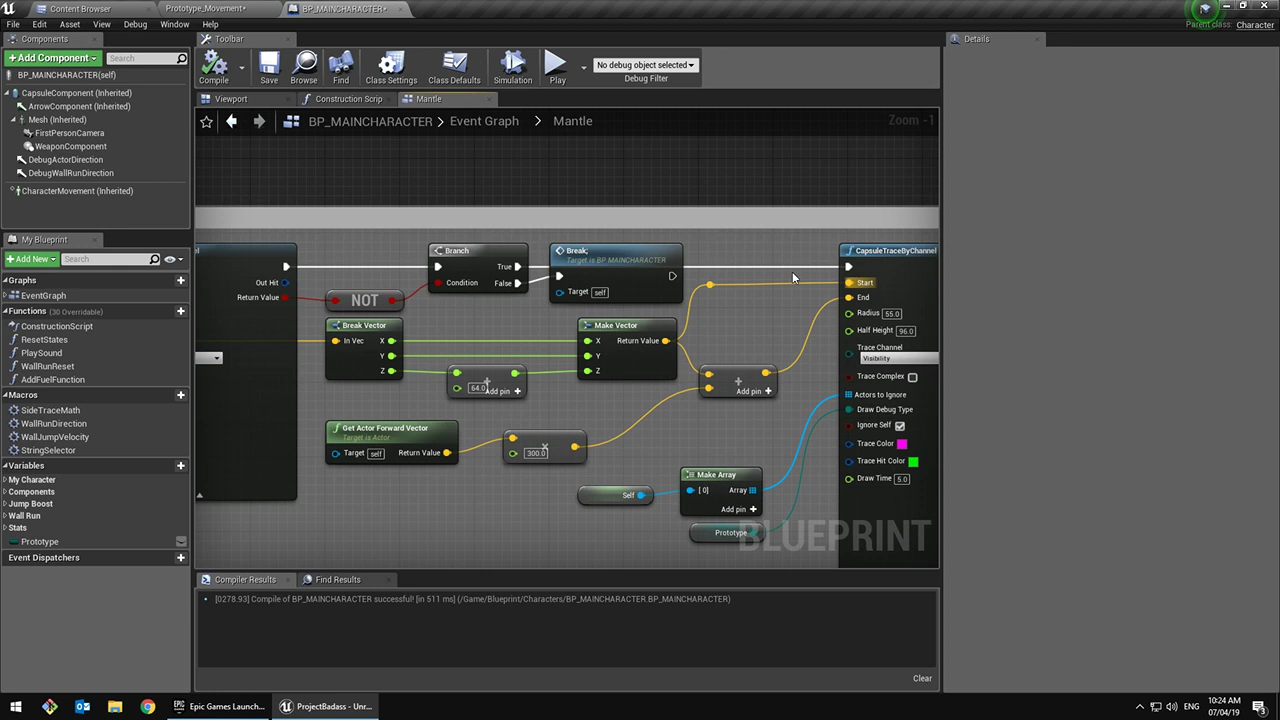 Content Browser
Prototype_Movement*
BP_MAINCHARACTER*
File Edit Asset View Debug Window Help
Parent class: Character
Components
Toolbar
Details
+ Add Component
Search
BP_MAINCHARACTER(self)
CapsuleComponent (Inherited)
ArrowComponent (Inherited)
Mesh (Inherited)
FirstPersonCamera
WeaponComponent
DebugActorDirection
DebugWallRunDirection
CharacterMovement (Inherited)
Compile
Save
Browse
Find
Class Settings
Class Defaults
Simulation
Play
No debug object selected
Debug Filter
Viewport
Construction Scrip
Mantle
BP_MAINCHARACTER > Event Graph > Mantle
Zoom -1
My Blueprint
+ Add New
Search
Graphs
EventGraph
Functions (30 Overridable)
ConstructionScript
ResetStates
PlaySound
WallRunReset
AddFuelFunction
Macros
SideTraceMath
WallRunDirection
WallJumpVelocity
StringSelector
Variables
My Character
Components
Jump Boost
Wall Run
Stats
Prototype
Event Dispatchers
Out Hit
Return Value
NOT
Branch
True
Condition False
Break;
Target is BP MAINCHARACTER
Target self
Break Vector
In Vec X
Y
Z
64.0
Add pin +
Make Vector
X Return Value
Y
Z
Add pin +
Get Actor Forward Vector
Target is Actor
Target self Return Value
300.0
Self
Make Array
[0] Array
Add pin +
Prototype
CapsuleTraceByChannel
Start
End
Radius 55.0
Half Height 96.0
Trace Channel
Visibility
Trace Complex
Actors to Ignore
Draw Debug Type
Ignore Self
Trace Color
Trace Hit Color
Draw Time 5.0
BLUEPRINT
Compiler Results
Find Results
[0278.93] Compile of BP_MAINCHARACTER successful! [in 511 ms] (/Game/Blueprint/Characters/BP_MAINCHARACTER.BP_MAINCHARACTER)
Clear
Epic Games Launch...
ProjectBadass - Unr...
ENG
10:24 AM
07/04/19